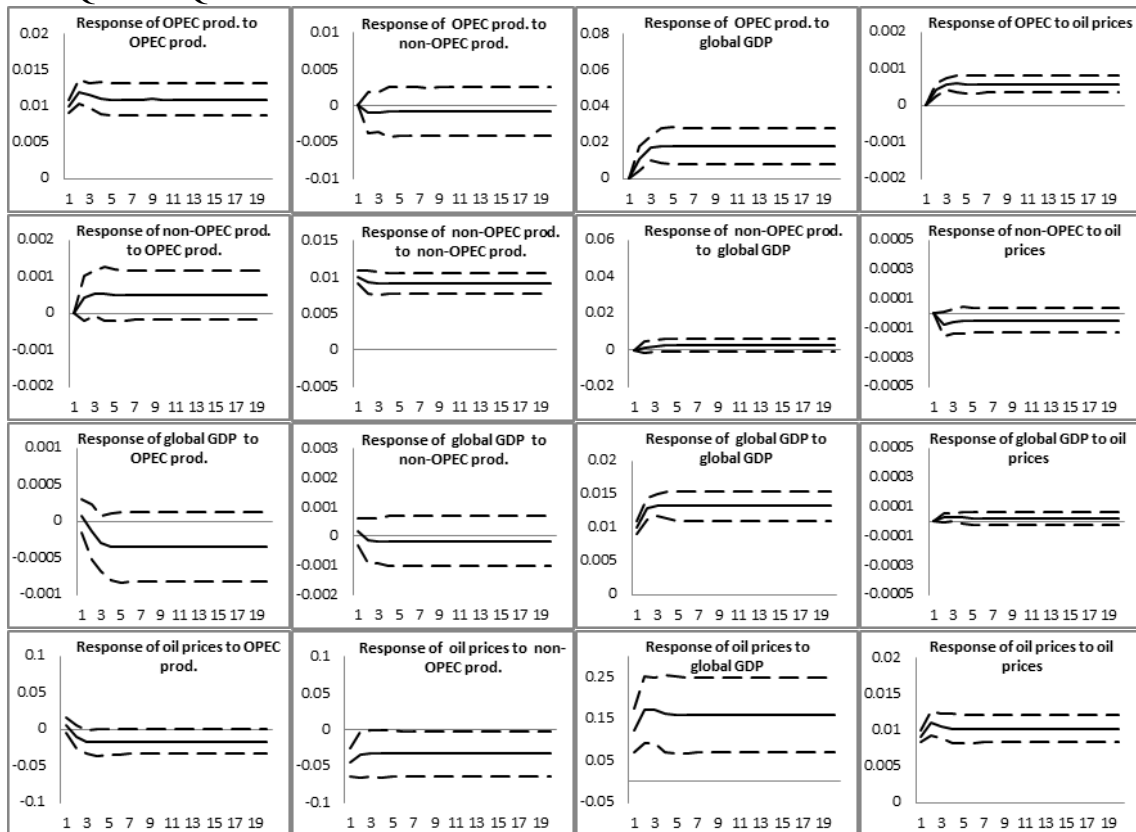 Response of OPEC prod. to
OPEC prod.
0.02
0.015
0.01
0.005
0
1 3 5 7 9 11 13 15 17 19
Response of OPEC prod. to
non-OPEC prod.
0.01
0.005
0
-0.005
-0.01
1 3 5 7 9 11 13 15 17 19
Response of OPEC prod. to
global GDP
0.08
0.06
0.04
0.02
0
1 3 5 7 9 11 13 15 17 19
Response of OPEC to oil prices
0.002
0.001
0
-0.001
-0.002
1 3 5 7 9 11 13 15 17 19
Response of non-OPEC prod.
to OPEC prod.
0.002
0.001
0
-0.001
-0.002
1 3 5 7 9 11 13 15 17 19
Response of non-OPEC prod.
to non-OPEC prod.
0.015
0.01
0.005
0
-0.005
1 3 5 7 9 11 13 15 17 19
Response of non-OPEC prod.
to global GDP
0.06
0.04
0.02
0
-0.02
1 3 5 7 9 11 13 15 17 19
Response of non-OPEC to oil
prices
0.0005
0.0003
0.0001
-0.0001
-0.0003
-0.0005
1 3 5 7 9 11 13 15 17 19
Response of global GDP to
OPEC prod.
0.001
0.0005
0
-0.0005
-0.001
1 3 5 7 9 11 13 15 17 19
Response of global GDP to
non-OPEC prod.
0.003
0.002
0.001
0
-0.001
-0.002
1 3 5 7 9 11 13 15 17 19
Response of global GDP to
global GDP
0.02
0.015
0.01
0.005
0
1 3 5 7 9 11 13 15 17 19
Response of global GDP to oil
prices
0.0005
0.0003
0.0001
-0.0001
-0.0003
-0.0005
1 3 5 7 9 11 13 15 17 19
Response of oil prices to OPEC
prod.
0.1
0.05
0
-0.05
-0.1
1 3 5 7 9 11 13 15 17 19
Response of oil prices to non-
OPEC prod.
0.1
0.05
0
-0.05
-0.1
1 3 5 7 9 11 13 15 17 19
Response of oil prices to
global GDP
0.25
0.15
0.05
-0.05
1 3 5 7 9 11 13 15 17 19
Response of oil prices to oil
prices
0.02
0.015
0.01
0.005
0
1 3 5 7 9 11 13 15 17 19